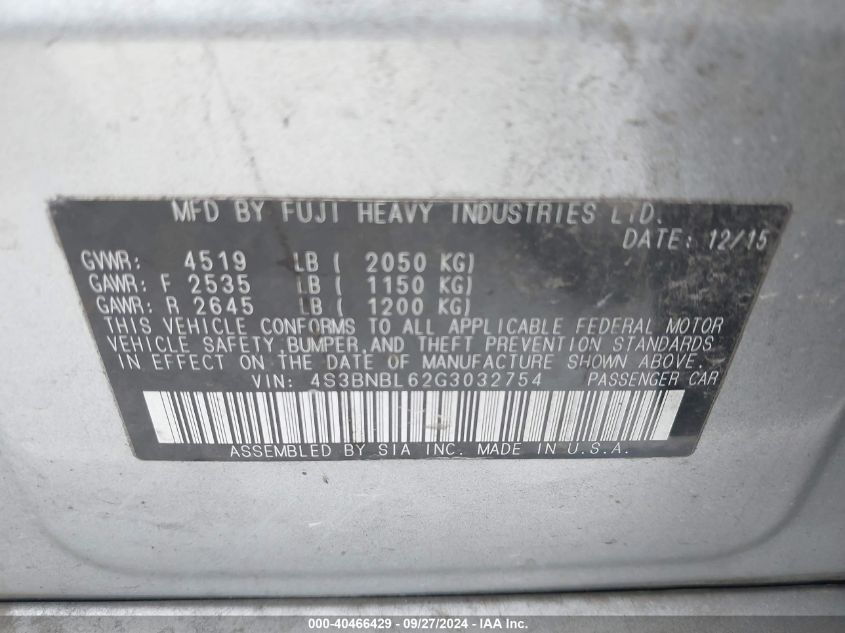 MFD BY FUJI HEAVY INDUSTRIES LTD.
DATE: 12/15
GVWR: 4519 LB ( 2050 KG)
GAWR: F 2535 LB ( 1150 KG)
GAWR: R 2645 LB ( 1200 KG)
THIS VEHICLE CONFORMS TO ALL APPLICABLE FEDERAL MOTOR
VEHICLE SAFETY, BUMPER, AND THEFT PREVENTION STANDARDS
IN EFFECT ON THE DATE OF MANUFACTURE SHOWN ABOVE.
VIN: 4S3BNBL62G3032754 PASSENGER CAR
ASSEMBLED BY SIA INC. MADE IN U.S.A.
000-40466429 - 09/27/2024 - IAA Inc.